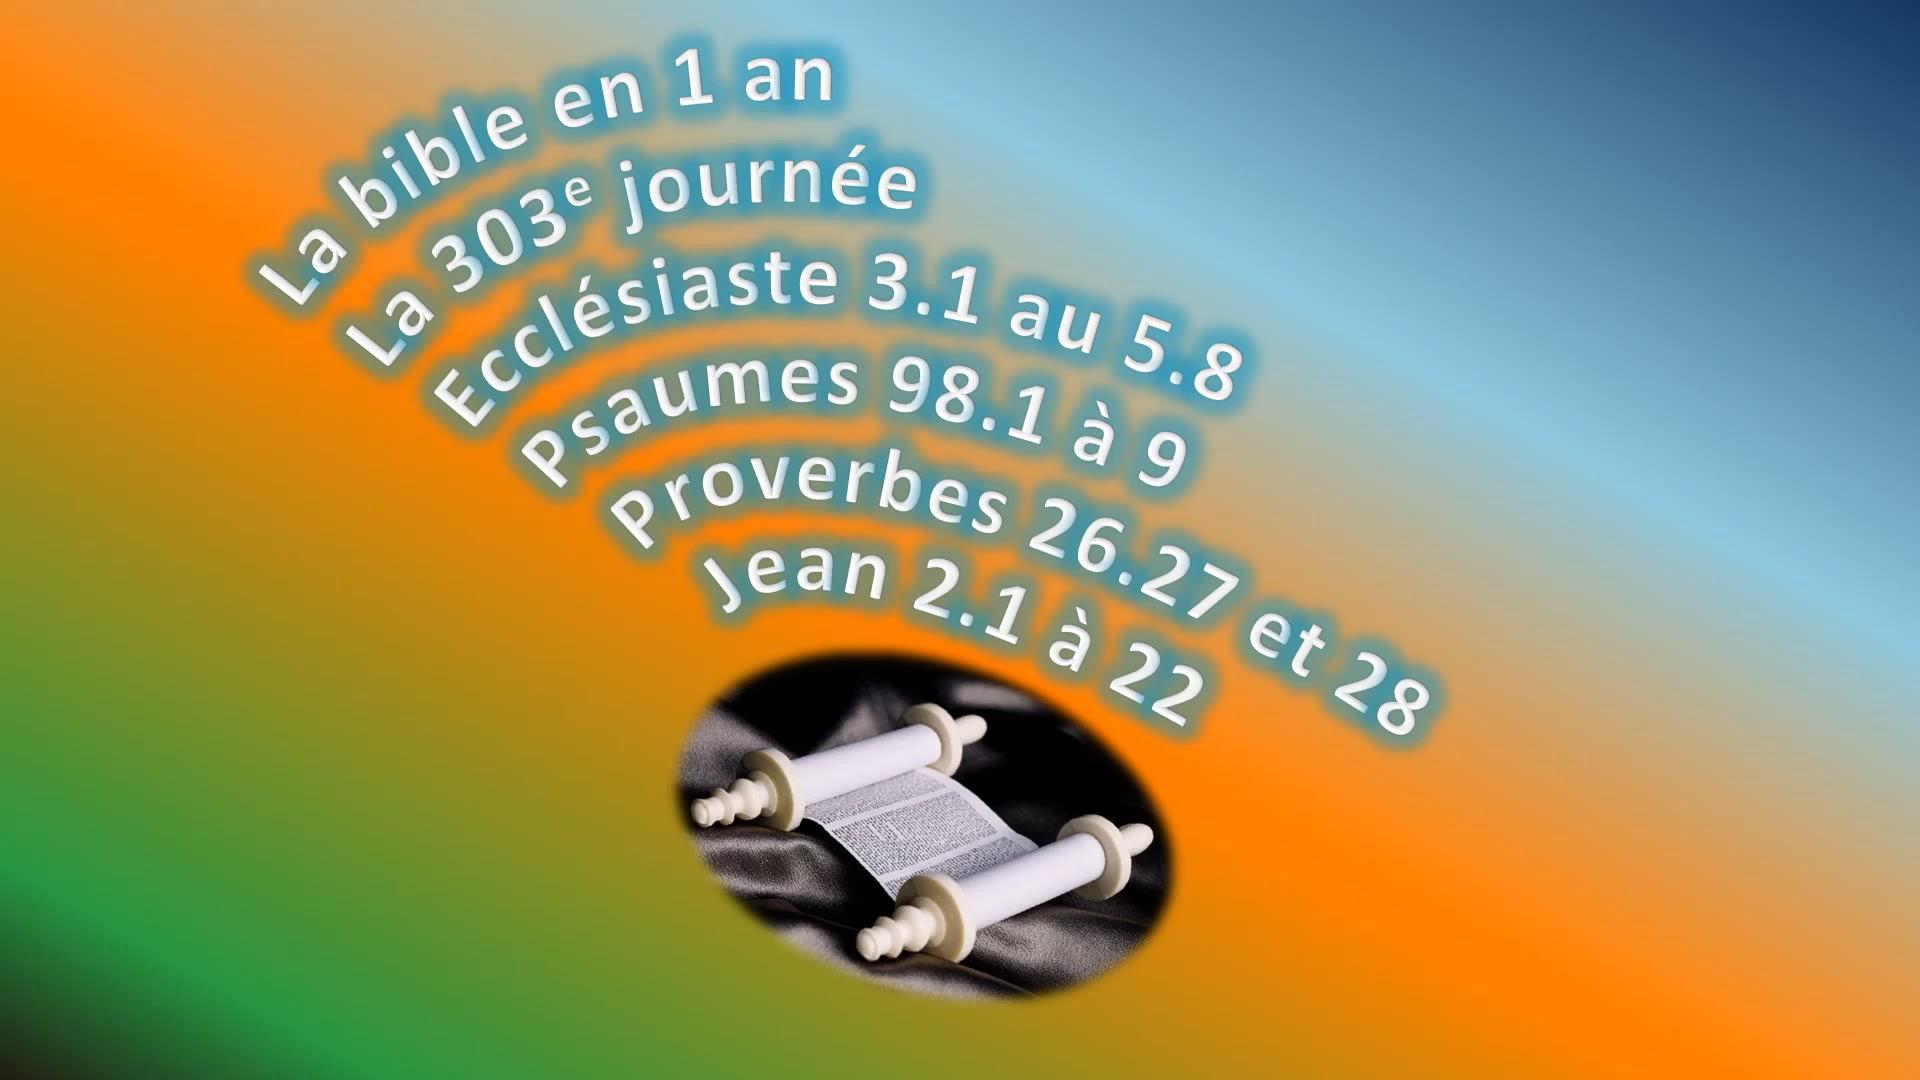 La bible en 1 an
La 303e journée
Ecclésiaste 3.1 au 5.8
Psaumes 98.1 à 9
Proverbes 26.27 et 28
Jean 2.1 à 22